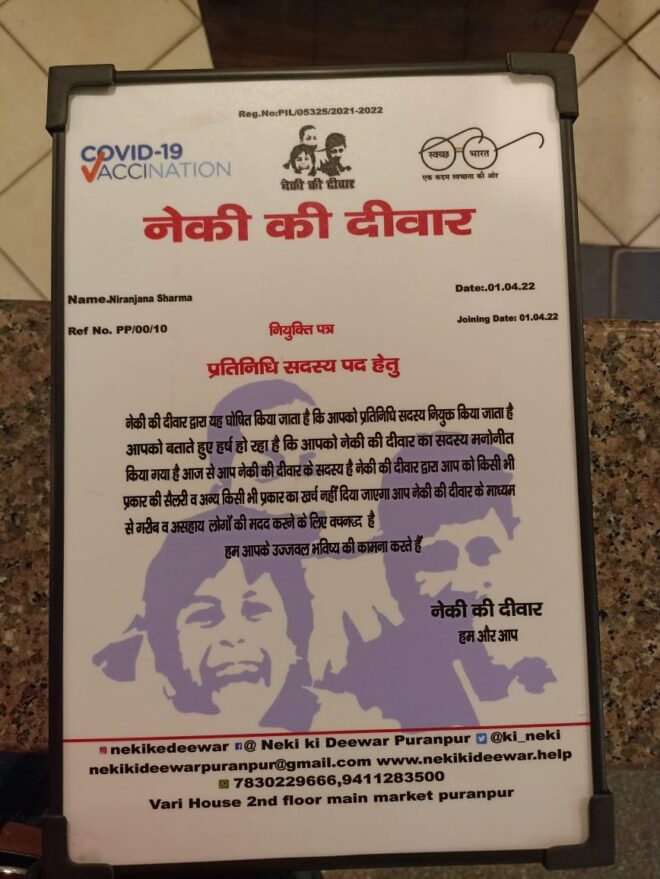 Reg.No:PIL/05325/2021-2022
COVID-19
VACCINATION
नेकी की दीवार
स्वच्छ भारत
एक कदम स्वच्छता की ओर
नेकी की दीवार
Name.Niranjana Sharma
Date:.01.04.22
Ref No. PP/00/10
Joining Date: 01.04.22
नियुक्ति पत्र
प्रतिनिधि सदस्य पद हेतु
नेकी की दीवार द्वारा यह घोषित किया जाता है कि आपको प्रतिनिधि सदस्य नियुक्त किया जाता है
आपको बताते हुए हर्ष हो रहा है कि आपको नेकी की दीवार का सदस्य मनोनीत
किया गया है आज से आप नेकी की दीवार के सदस्य है नेकी की दीवार द्वारा आप को किसी भी
प्रकार की सैलरी व अन्य किसी भी प्रकार का खर्च नहीं दिया जाएगा आप नेकी की दीवार के माध्यम
से गरीब व असहाय लोगों की मदद करने के लिए वचनध्द है
हम आपके उज्जवल भविष्य की कामना करते हैं
नेकी की दीवार
हम और आप
nekikedeewar @ Neki ki Deewar Puranpur @ki_neki
nekikideewarpuranpur@gmail.com www.nekikideewar.help
7830229666,9411283500
Vari House 2nd floor main market puranpur